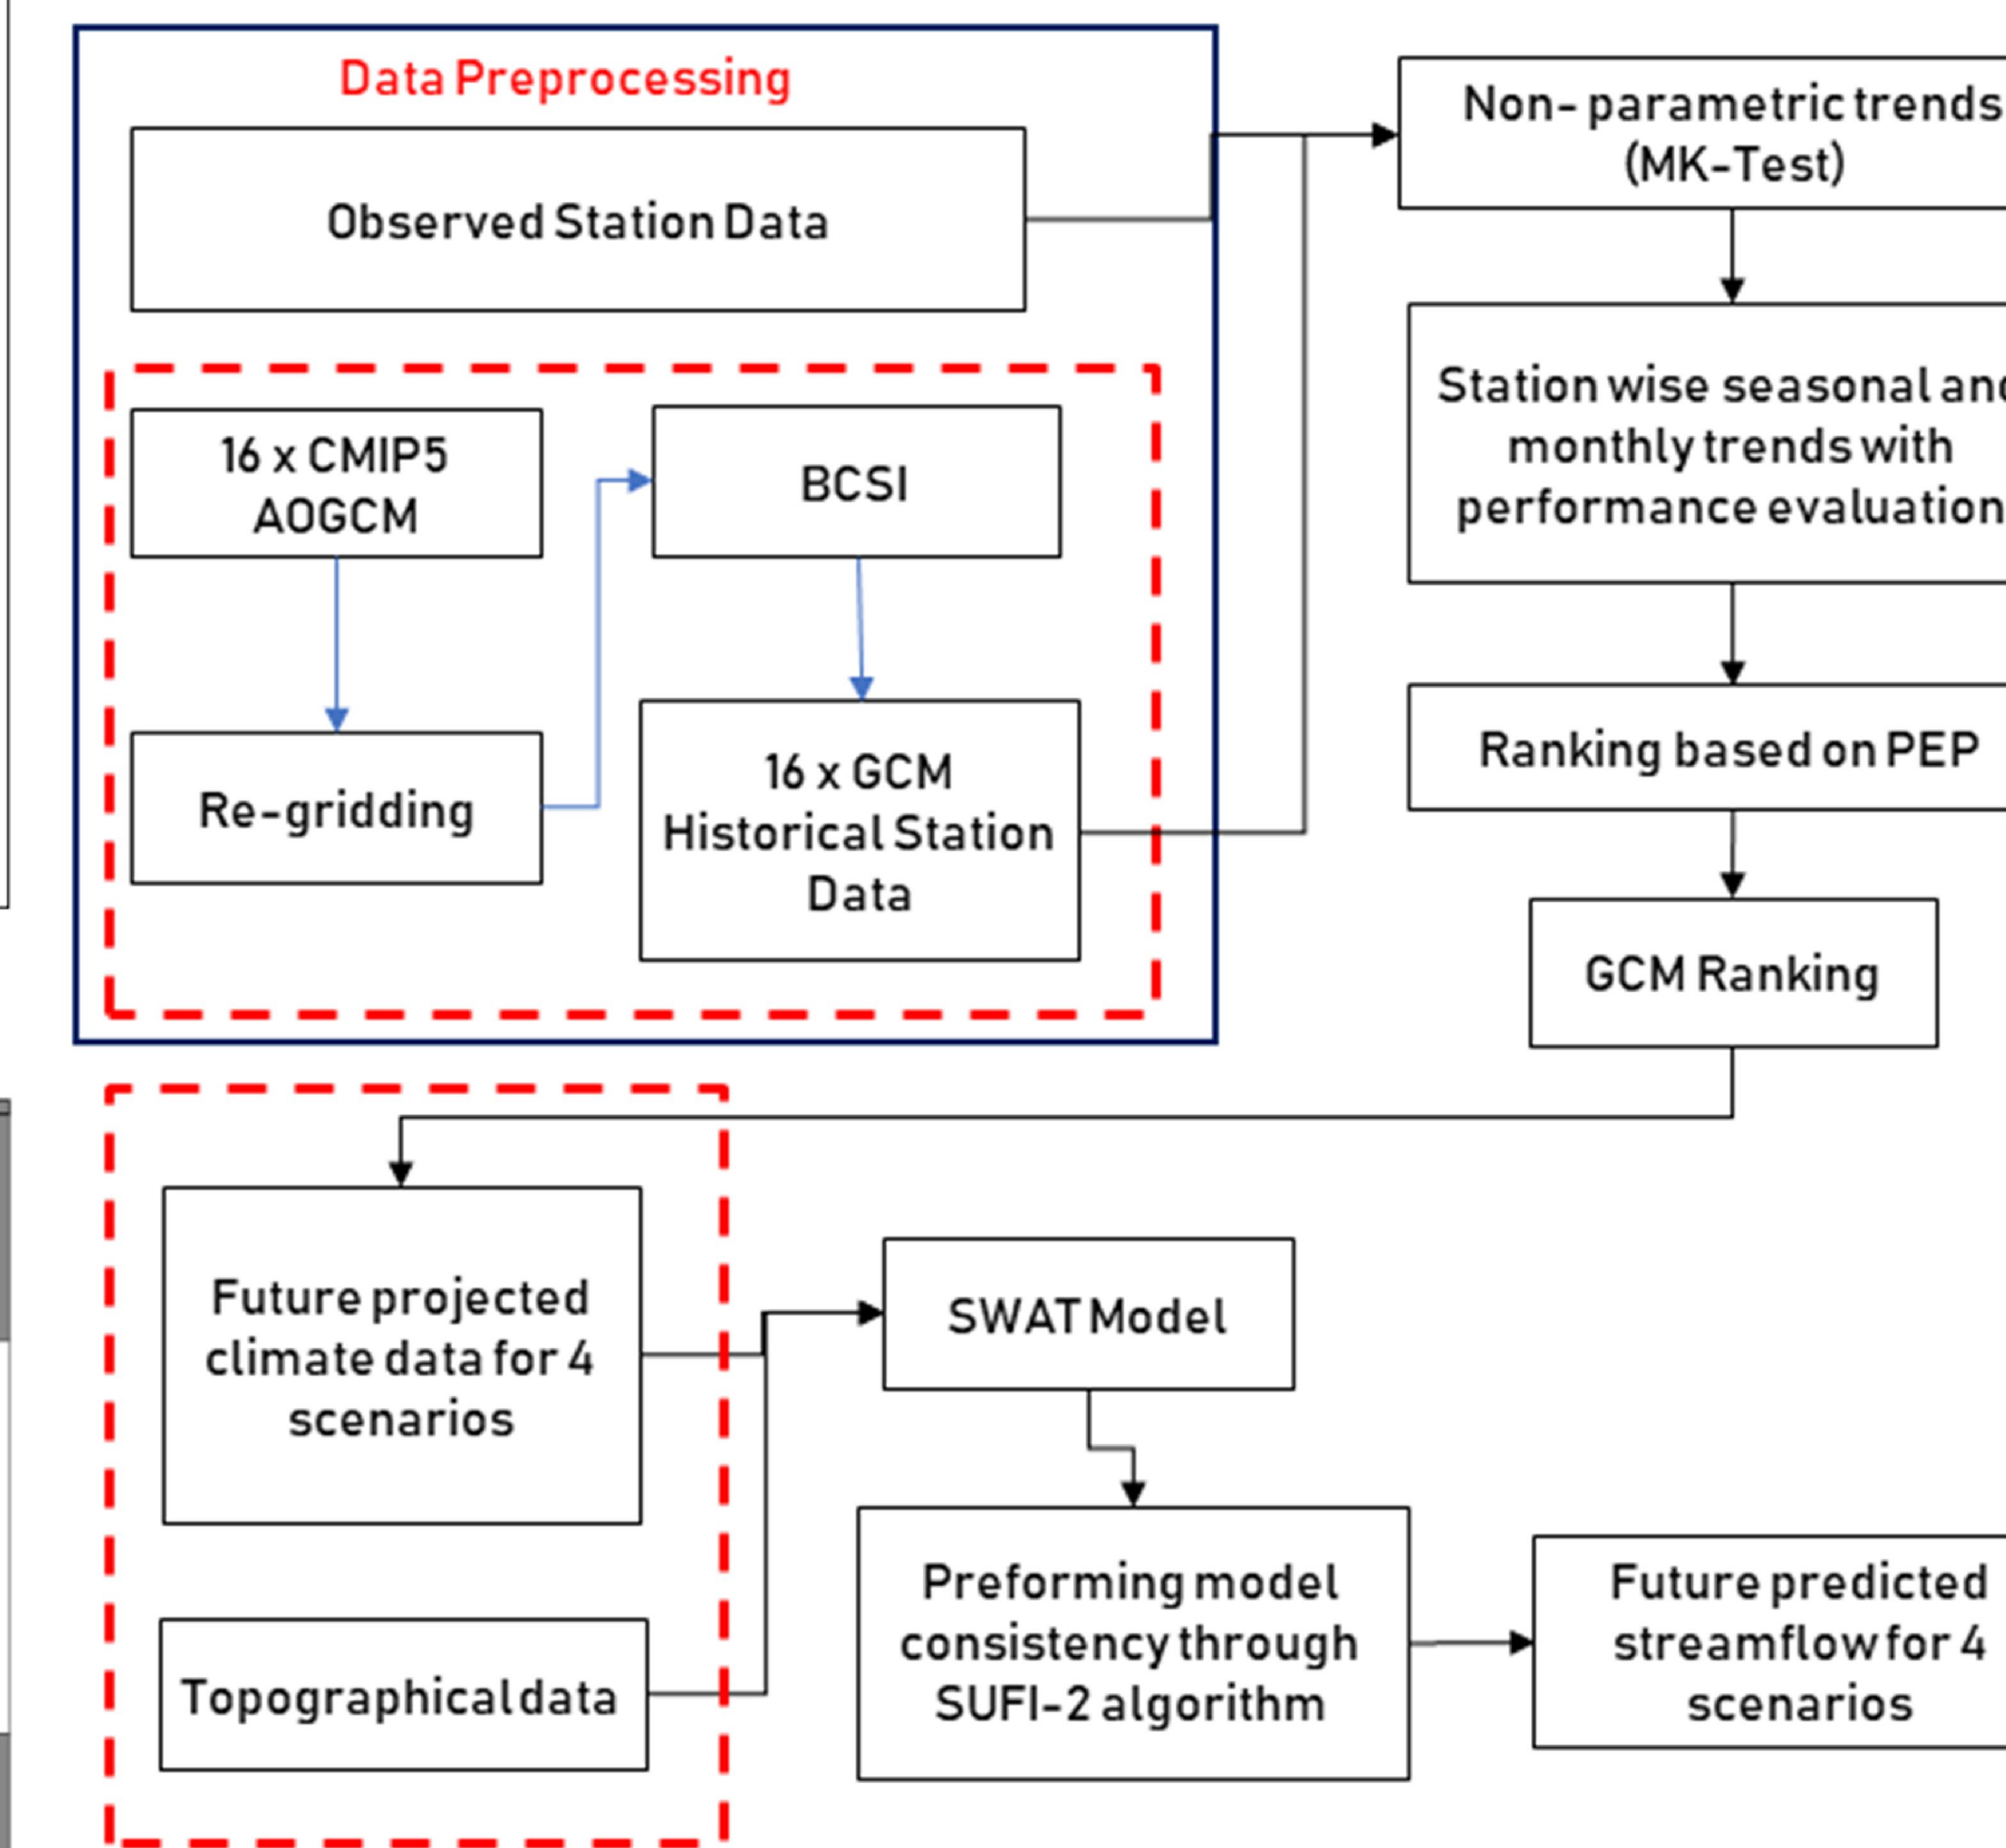 Data Preprocessing
Observed Station Data
16 x CMIP5
AOGCM
BCSI
Re-gridding
16 x GCM
Historical Station
Data
Non- parametric trends
(MK-Test)
Station wise seasonal and
monthly trends with
performance evaluation
Ranking based on PEP
GCM Ranking
Future projected
climate data for 4
scenarios
Topographical data
SWAT Model
Preforming model
consistency through
SUFI-2 algorithm
Future predicted
streamflow for 4
scenarios